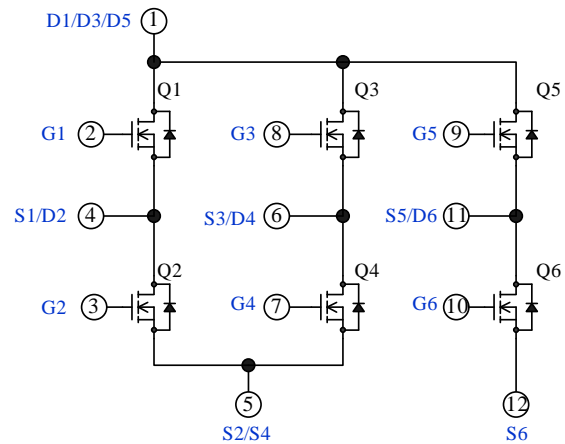 D1/D3/D5 1
Q1 Q3 Q5
G1 2 G3 8 G5 9
S1/D2 4 S3/D4 6 S5/D6 11
Q2 Q4 Q6
G2 3 G4 7 G6 10
5 12
S2/S4 S6